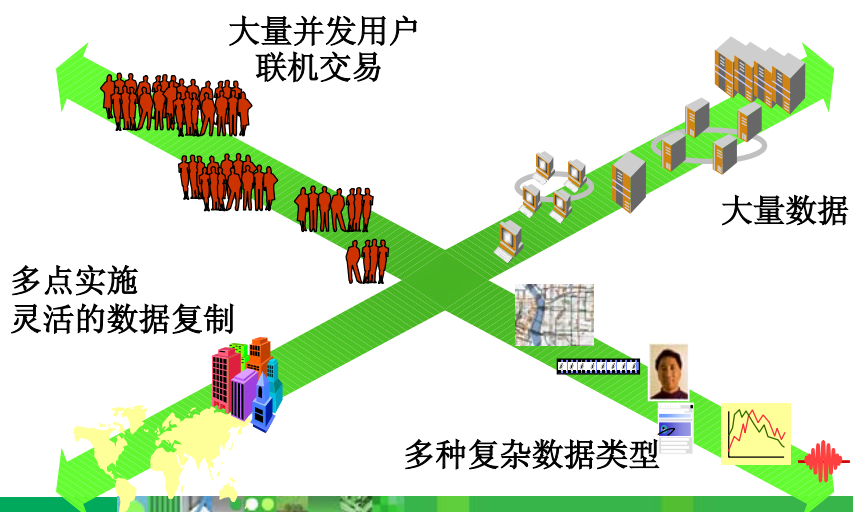 大量并发用户
联机交易
大量数据
多点实施
灵活的数据复制
多种复杂数据类型